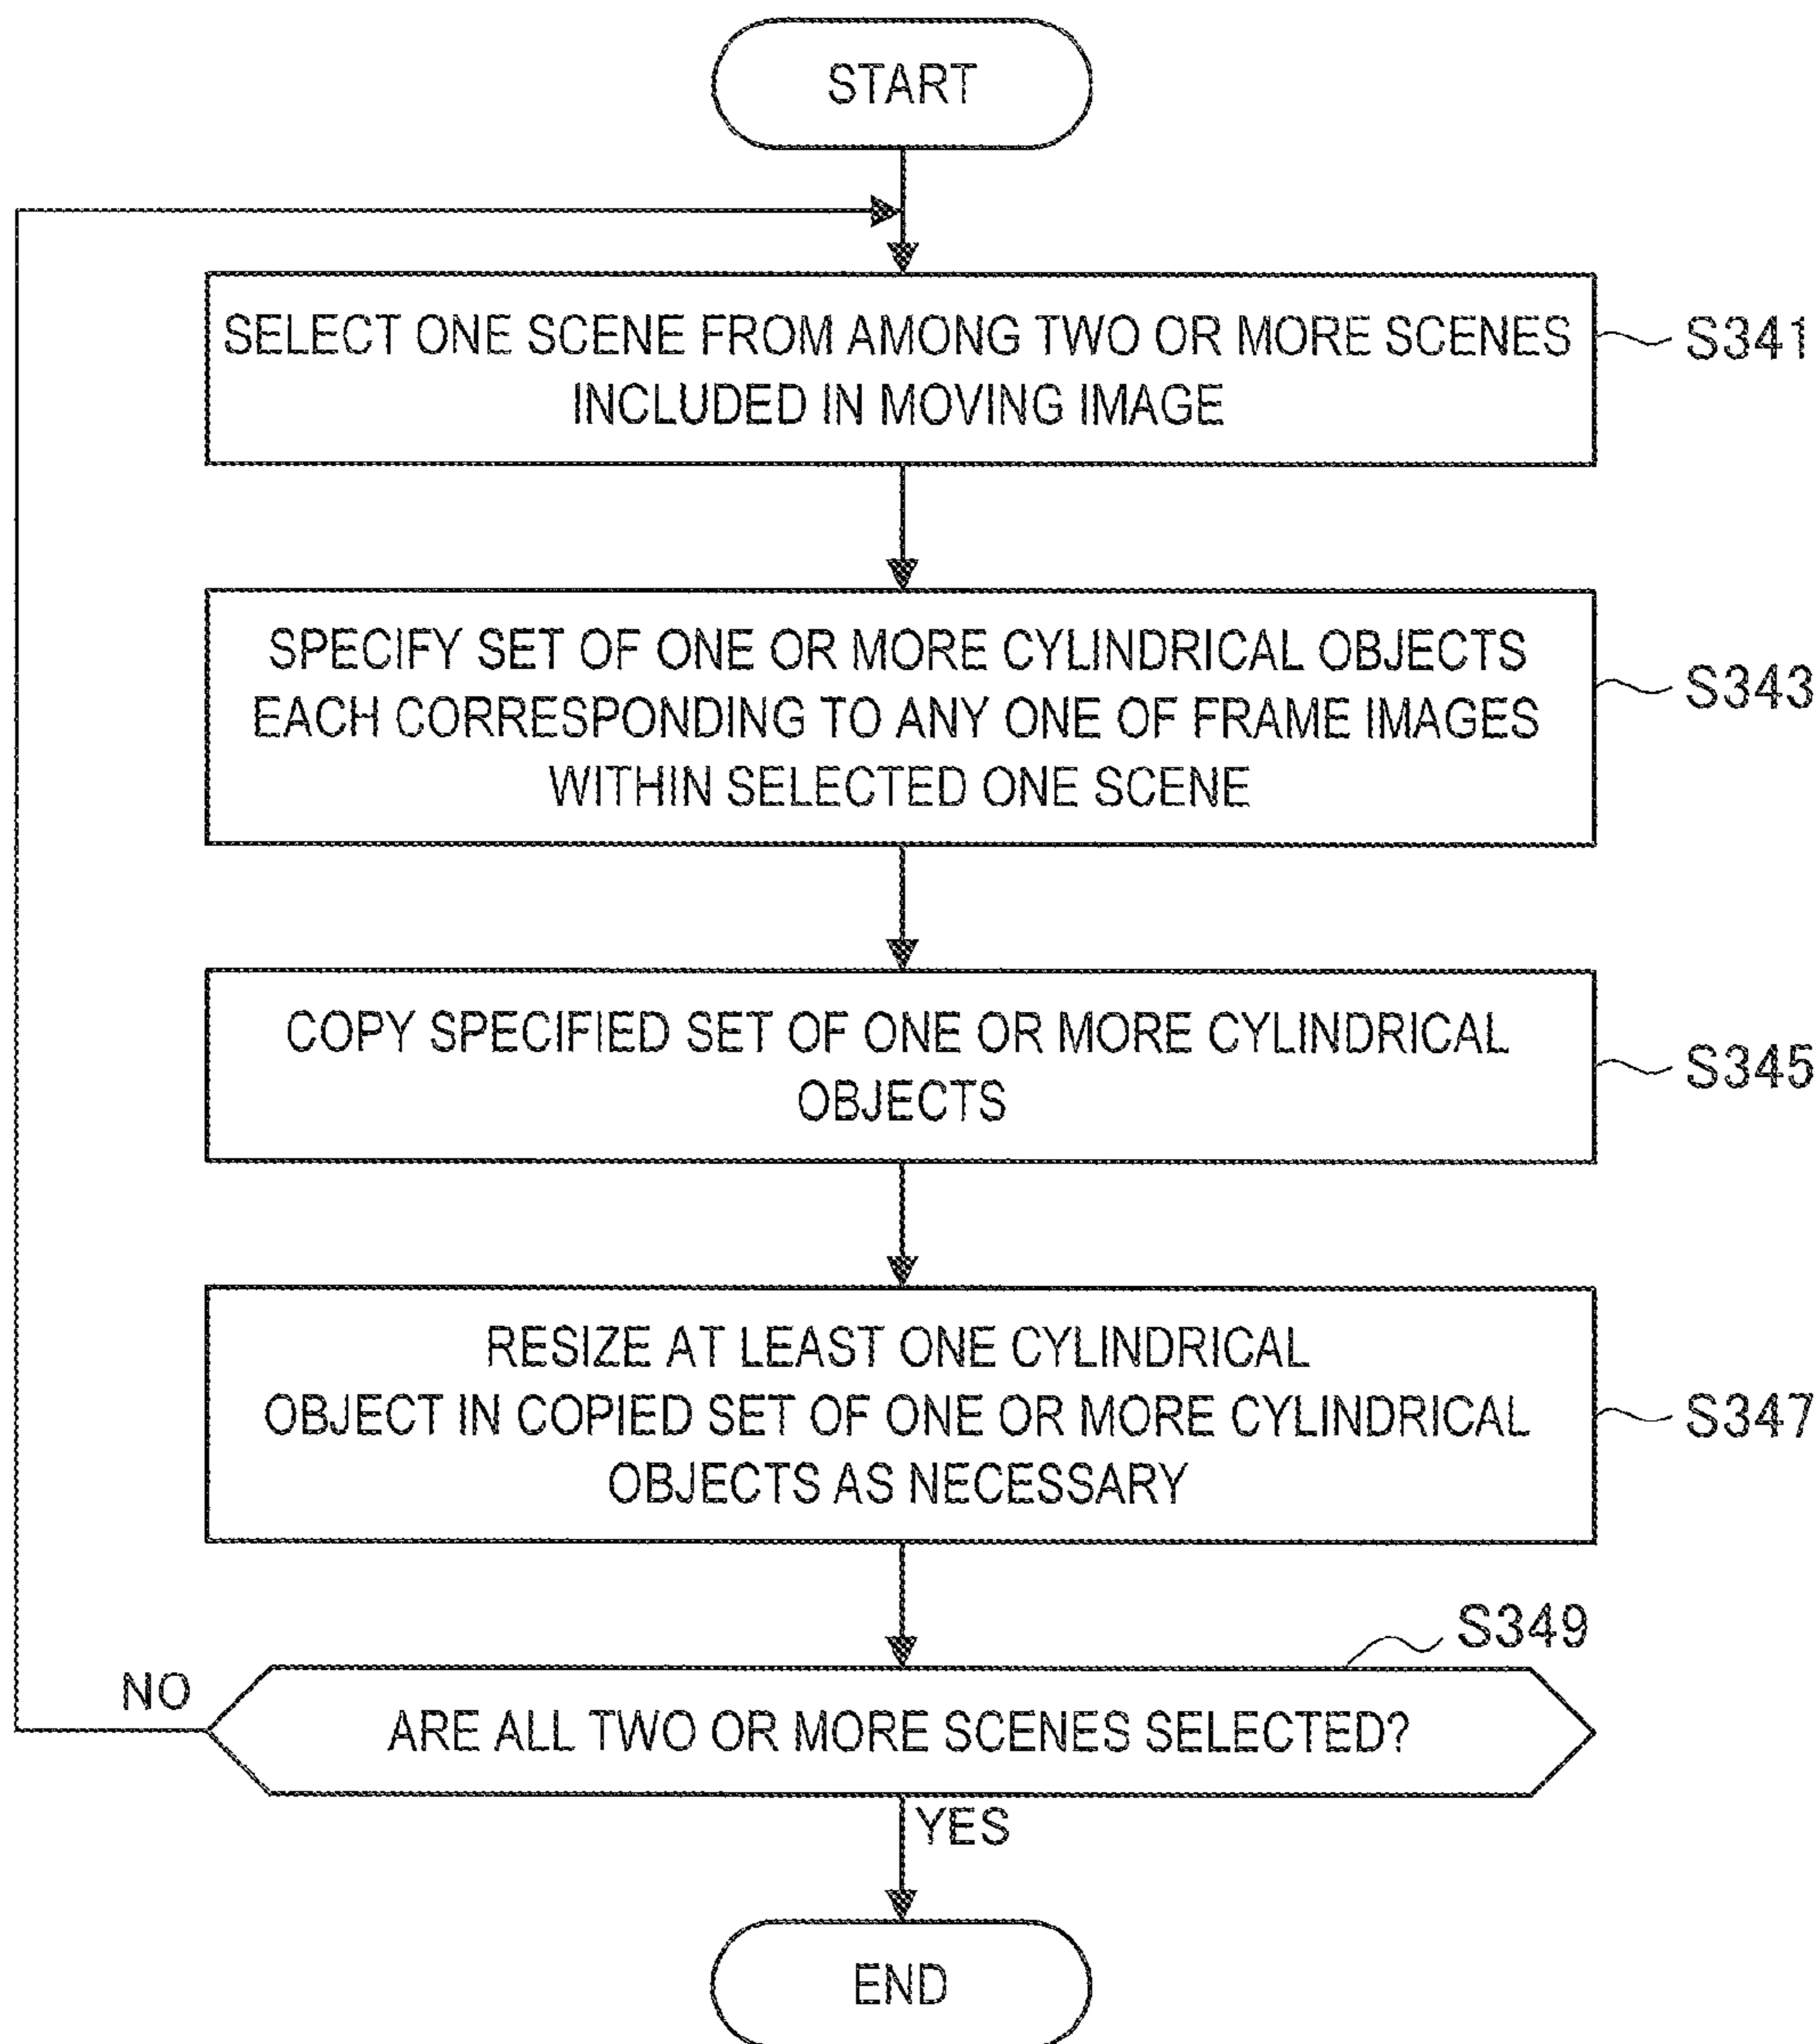 START
SELECT ONE SCENE FROM AMONG TWO OR MORE SCENES
INCLUDED IN MOVING IMAGE
S341
SPECIFY SET OF ONE OR MORE CYLINDRICAL OBJECTS
EACH CORRESPONDING TO ANY ONE OF FRAME IMAGES
WITHIN SELECTED ONE SCENE
S343
COPY SPECIFIED SET OF ONE OR MORE CYLINDRICAL
OBJECTS
S345
RESIZE AT LEAST ONE CYLINDRICAL
OBJECT IN COPIED SET OF ONE OR MORE CYLINDRICAL
OBJECTS AS NECESSARY
S347
S349
NO
ARE ALL TWO OR MORE SCENES SELECTED?
YES
END